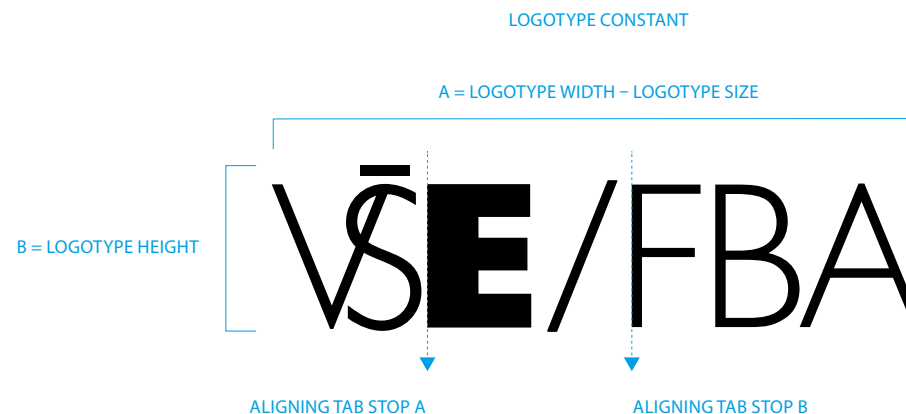 LOGOTYPE CONSTANT
A = LOGOTYPE WIDTH – LOGOTYPE SIZE
B = LOGOTYPE HEIGHT
VŠE/FBA
ALIGNING TAB STOP A
ALIGNING TAB STOP B